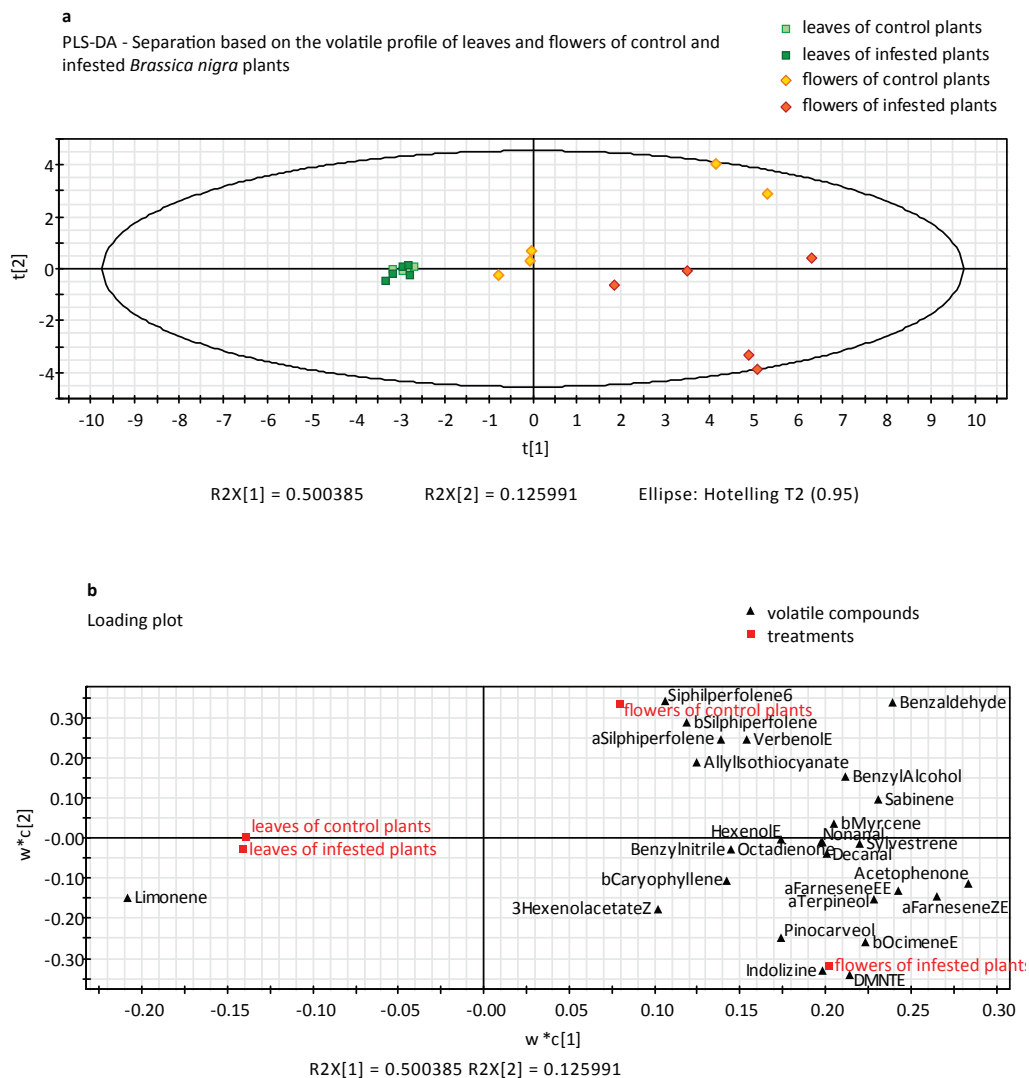 a
PLS-DA - Separation based on the volatile profile of leaves and flowers of control and
infested Brassica nigra plants
leaves of control plants
leaves of infested plants
flowers of control plants
flowers of infested plants
4
2
0
-2
-4
t[2]
-10 -9 -8 -7 -6 -5 -4 -3 -2 -1 0 1 2 3 4 5 6 7 8 9 10
t[1]
R2X[1] = 0.500385 R2X[2] = 0.125991 Ellipse: Hotelling T2 (0.95)
b
Loading plot
volatile compounds
treatments
0.30
0.20
0.10
-0.00
-0.10
-0.20
-0.30
w*c[2]
Siphilperfolene6
Benzaldehyde
flowers of control plants
bSilphiperfolene
aSilphiperfolene
VerbenolE
AllylIsothiocyanate
BenzylAlcohol
Sabinene
leaves of control plants
bMyrcene
HexenolE
Nonanal
leaves of infested plants
Benzylnitrile
Octadienone
Sylvestrene
Decanal
Acetophenone
bCaryophyllene
aFarneseneEE
Limonene
3HexenolacetateZ
aTerpineol
aFarneseneZE
Pinocarveol
bOcimeneE
Indolizine
flowers of infested plants
DMNTE
-0.20 -0.15 -0.10 -0.05 -0.00 0.05 0.10 0.15 0.20 0.25 0.30
w*c[1]
R2X[1] = 0.500385 R2X[2] = 0.125991